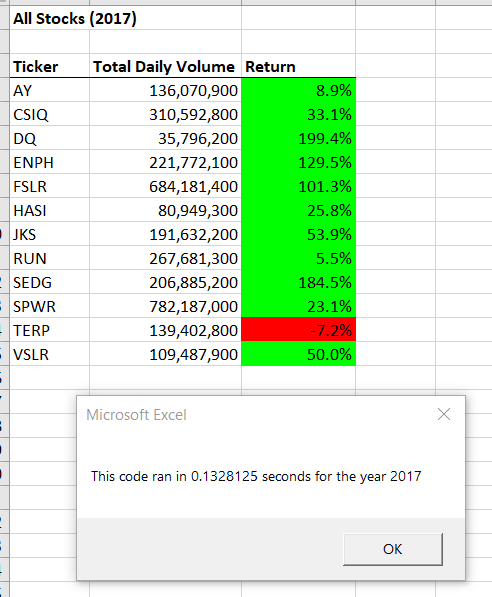 All Stocks (2017)
Ticker Total Daily Volume Return
AY 136,070,900 8.9%
CSIQ 310,592,800 33.1%
DQ 35,796,200 199.4%
ENPH 221,772,100 129.5%
FSLR 684,181,400 101.3%
HASI 80,949,300 25.8%
JKS 191,632,200 53.9%
RUN 267,681,300 5.5%
SEDG 206,885,200 184.5%
SPWR 782,187,000 23.1%
TERP 139,402,800 -7.2%
VSLR 109,487,900 50.0%
Microsoft Excel
This code ran in 0.1328125 seconds for the year 2017
OK